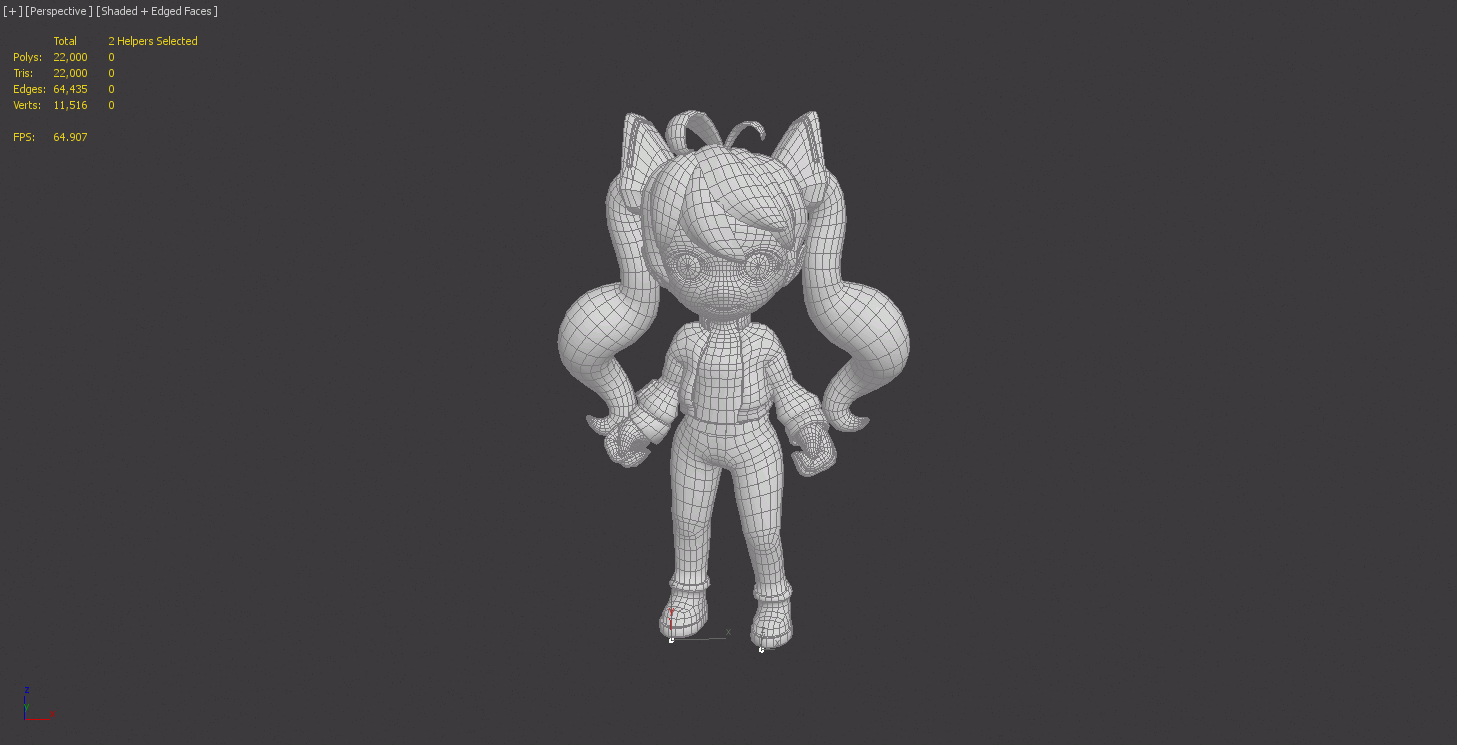 [+] [Perspective] [Shaded + Edged Faces]
Total 2 Helpers Selected
Polys: 22,000 0
Tris: 22,000 0
Edges: 64,435 0
Verts: 11,516 0
FPS: 64.907
x
z